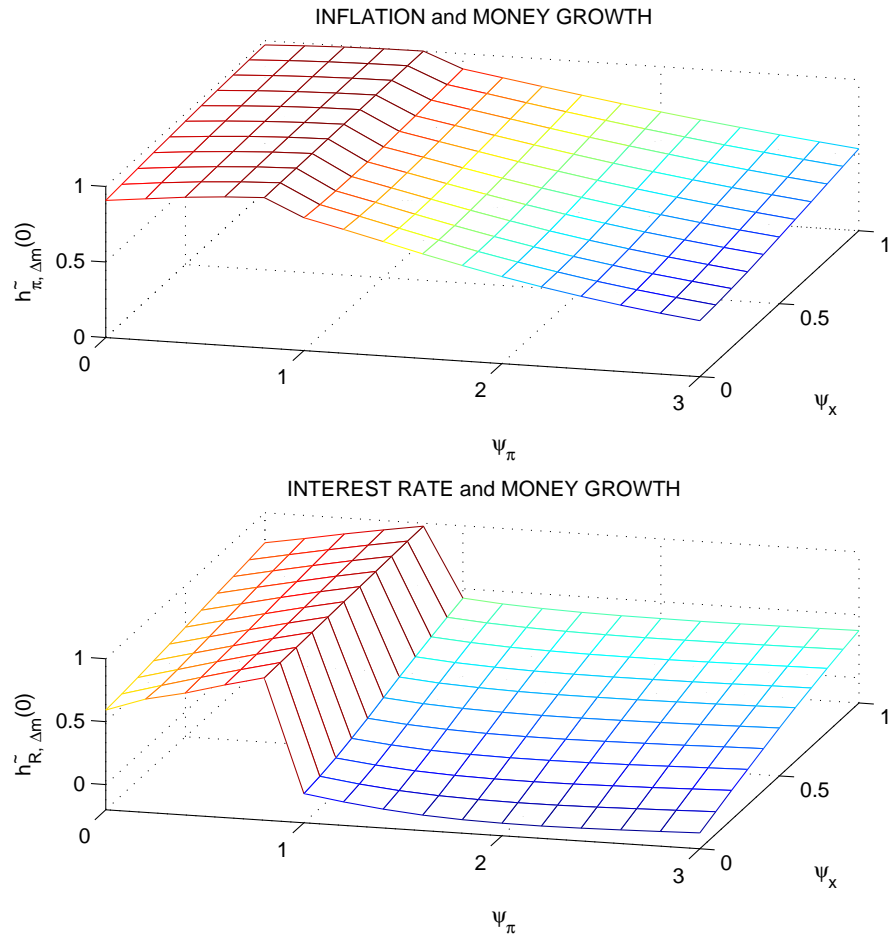 INFLATION and MONEY GROWTH
h~π, Δm(0)
1
0.5
0
0
1
2
3
0
0.5
1
ψx
ψπ
INTEREST RATE and MONEY GROWTH
h~R, Δm(0)
1
0.5
0
0
1
2
3
0
0.5
1
ψx
ψπ